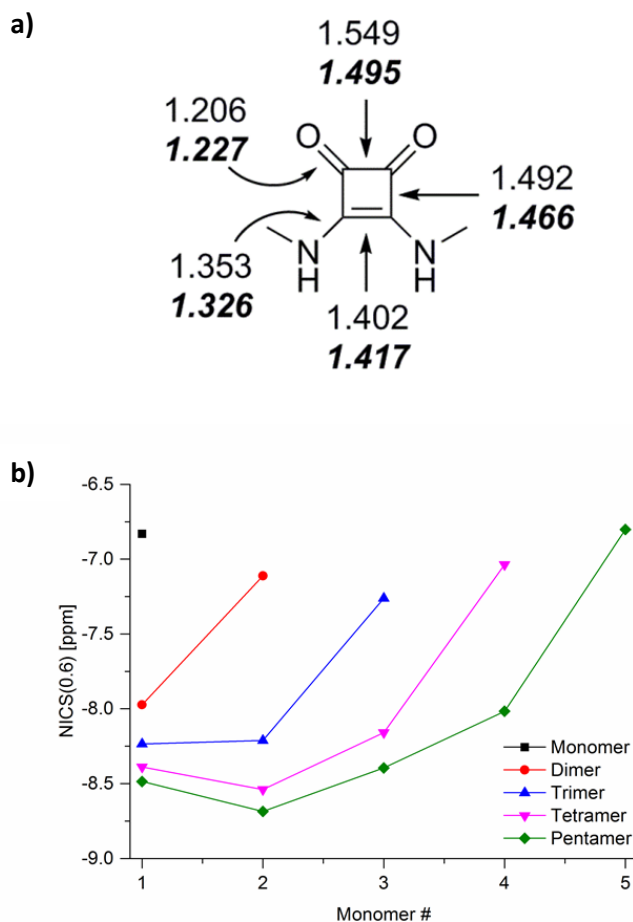 a)
1.549
1.495
1.206
1.227
O
O
1.492
1.466
1.353
1.326
N
H
N
H
1.402
1.417
b)
NICS(0.6) [ppm]
-6.5
-7.0
-7.5
-8.0
-8.5
-9.0
Monomer
Dimer
Trimer
Tetramer
Pentamer
1
2
3
4
5
Monomer #